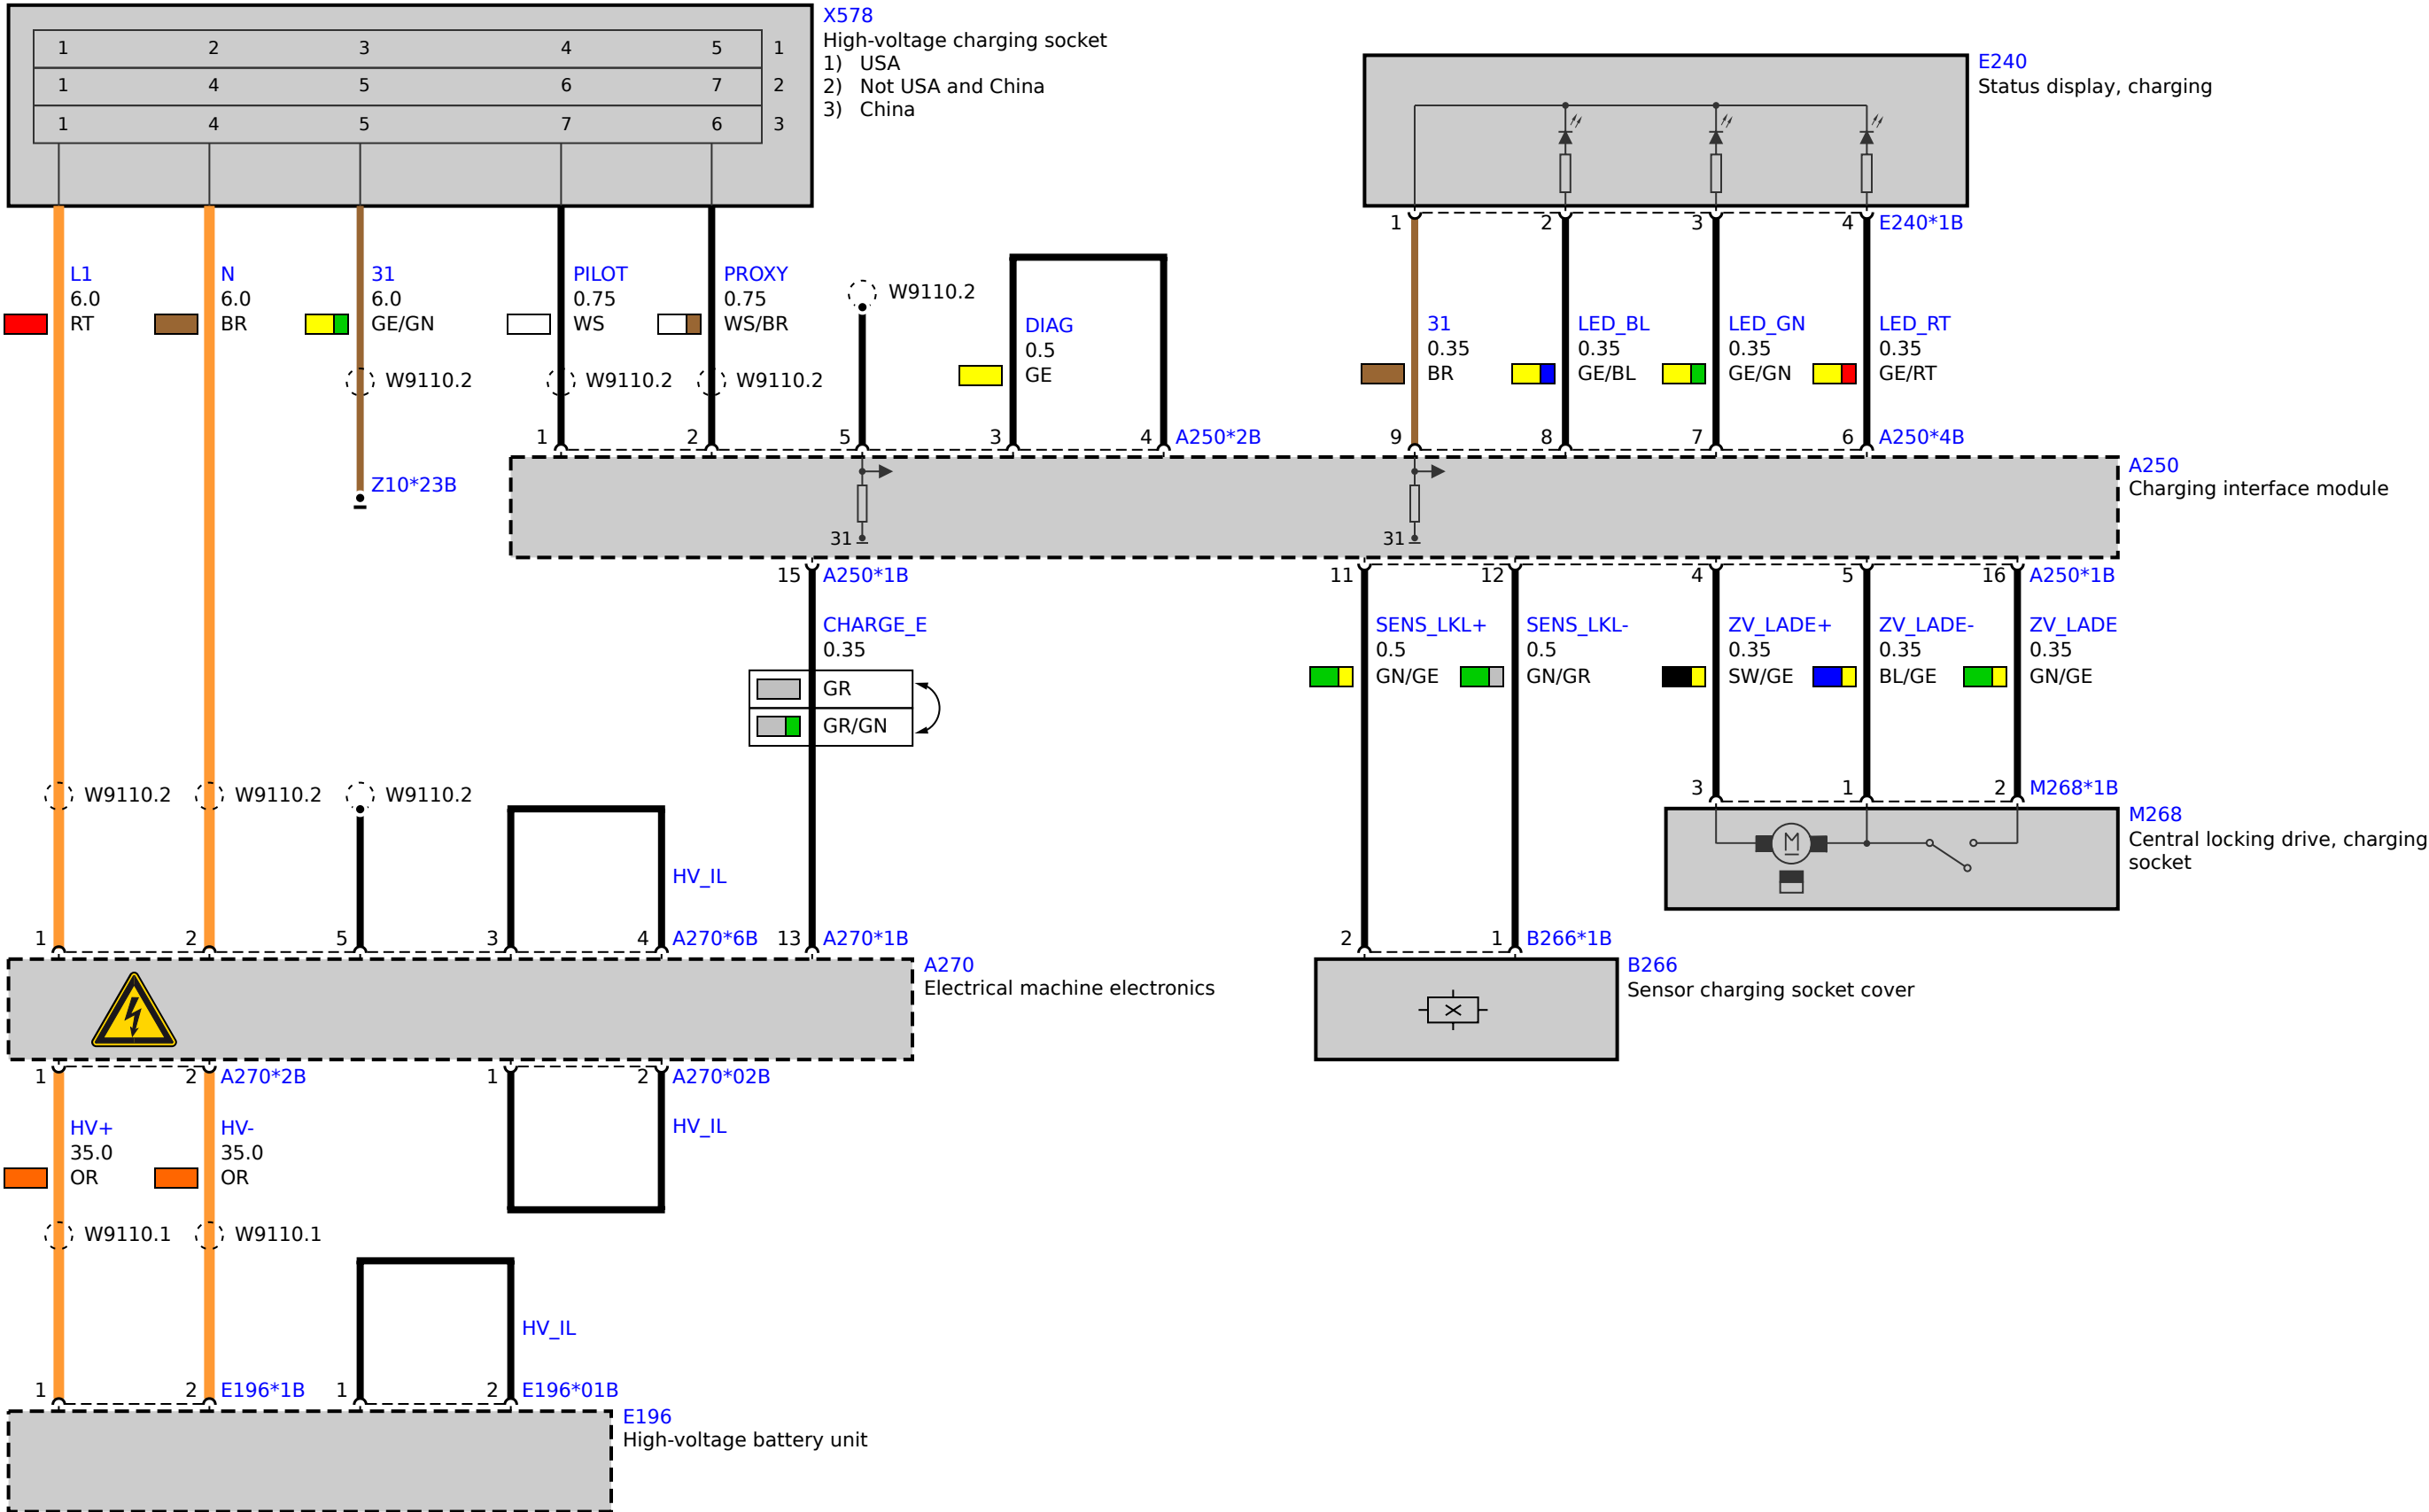 X578
High-voltage charging socket
1) USA
2) Not USA and China
3) China
1 2 3 4 5 1
1 4 5 6 7 2
1 4 5 7 6 3
E240
Status display, charging
1 2 3 4 E240*1B
L1
6.0
RT
N
6.0
BR
31
6.0
GE/GN
PILOT
0.75
WS
PROXY
0.75
WS/BR
W9110.2
DIAG
0.5
GE
31
0.35
BR
LED_BL
0.35
GE/BL
LED_GN
0.35
GE/GN
LED_RT
0.35
GE/RT
W9110.2
W9110.2
W9110.2
1 2 5 3 4 A250*2B
9 8 7 6 A250*4B
Z10*23B
A250
Charging interface module
31
31
15 A250*1B
11 12 4 5 16 A250*1B
CHARGE_E
0.35
GR
GR/GN
SENS_LKL+
0.5
GN/GE
SENS_LKL-
0.5
GN/GR
ZV_LADE+
0.35
SW/GE
ZV_LADE-
0.35
BL/GE
ZV_LADE
0.35
GN/GE
W9110.2
W9110.2
W9110.2
3 1 2 M268*1B
M
M268
Central locking drive, charging
socket
HV_IL
1 2 5 3 4 A270*6B 13 A270*1B
2 1 B266*1B
A270
Electrical machine electronics
B266
Sensor charging socket cover
1 2 A270*2B 1 2 A270*02B
HV+
35.0
OR
HV-
35.0
OR
HV_IL
W9110.1
W9110.1
HV_IL
1 2 E196*1B 1 2 E196*01B
E196
High-voltage battery unit